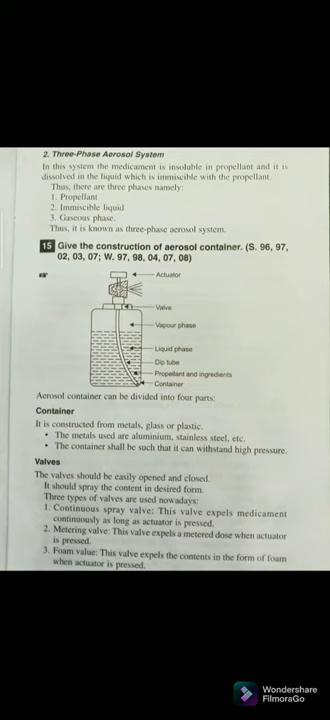 2. Three-Phase Aerosol System
In this system the medicament is insoluble in propellant and it is
dissolved in the liquid which is immiscible with the propellant.
Thus, there are three phases namely:
1. Propellant
2. Immiscible liquid
3. Gaseous phase.
Thus, it is known as three-phase aerosol system.
15 Give the construction of aerosol container. (S. 96, 97,
02, 03, 07; W. 97, 98, 04, 07, 08)
Actuator
Valve
Vapour phase
Liquid phase
Dip tube
Propellant and ingredients
Container
Aerosol container can be divided into four parts:
Container
It is constructed from metals, glass or plastic.
• The metals used are aluminium, stainless steel, etc.
• The container shall be such that it can withstand high pressure.
Valves
The valves should be easily opened and closed.
It should spray the content in desired form.
Three types of valves are used nowadays:
1. Continuous spray valve: This valve expels medicament
continuously as long as actuator is pressed.
2. Metering valve: This valve expels a metered dose when actuator
is pressed.
3. Foam value: This valve expels the contents in the form of foam
when actuator is pressed.
Wondershare
FilmoraGo